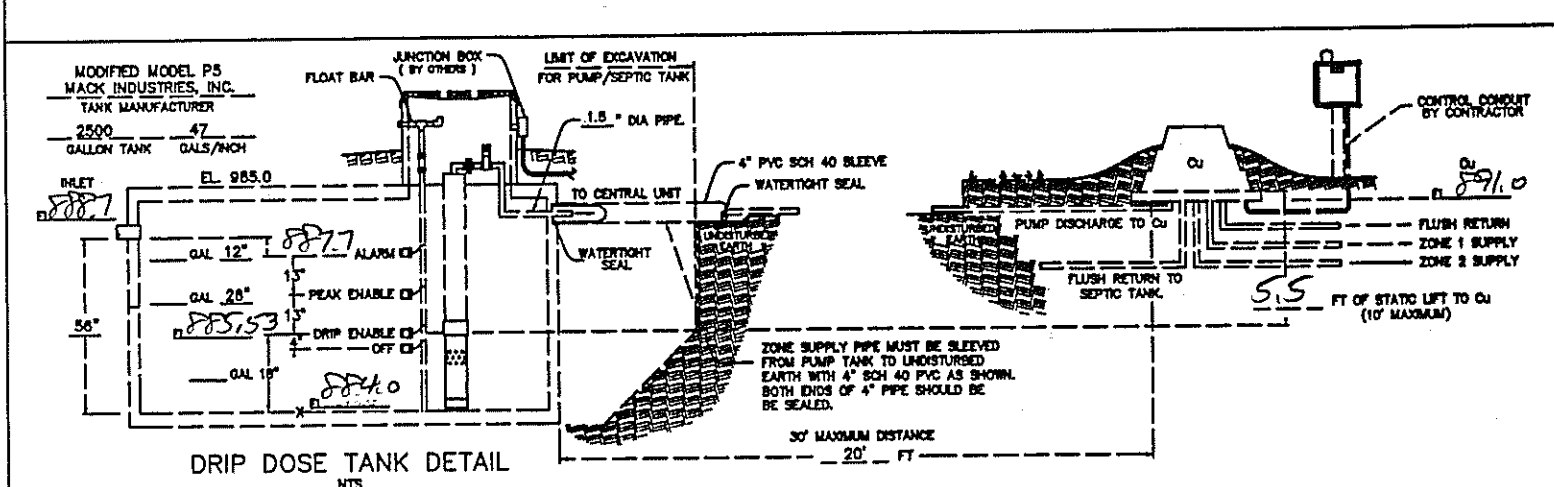 MODIFIED MODEL P5
MACK INDUSTRIES, INC.
TANK MANUFACTURER
2500 47
GALLON TANK GALS/INCH
FLOAT BAR
JUNCTION BOX
( BY OTHERS )
LIMIT OF EXCAVATION
FOR PUMP/SEPTIC TANK
1.5 " DIA PIPE.
4" PVC SCH 40 SLEEVE
WATERTIGHT SEAL
TO CENTRAL UNIT
INLET
EL 888.7
EL. 985.0
UNDISTURBED
EARTH
WATERTIGHT
SEAL
GAL 12"
887.7
ALARM
13"
PEAK ENABLE
GAL 28"
13"
56"
EL 885.53
DRIP ENABLE
4"
OFF
GAL 16"
EL 884.0
DRIP DOSE TANK DETAIL
NTS
ZONE SUPPLY PIPE MUST BE SLEEVED
FROM PUMP TANK TO UNDISTURBED
EARTH WITH 4" SCH 40 PVC AS SHOWN.
BOTH ENDS OF 4" PIPE SHOULD BE
BE SEALED.
30' MAXIMUM DISTANCE
20' FT
Cu
CONTROL CONDUIT
BY CONTRACTOR
Cu
EL 891.0
UNDISTURBED
EARTH
PUMP DISCHARGE TO Cu
FLUSH RETURN
ZONE 1 SUPPLY
ZONE 2 SUPPLY
FLUSH RETURN TO
SEPTIC TANK.
5.5 FT OF STATIC LIFT TO Cu
(10' MAXIMUM)